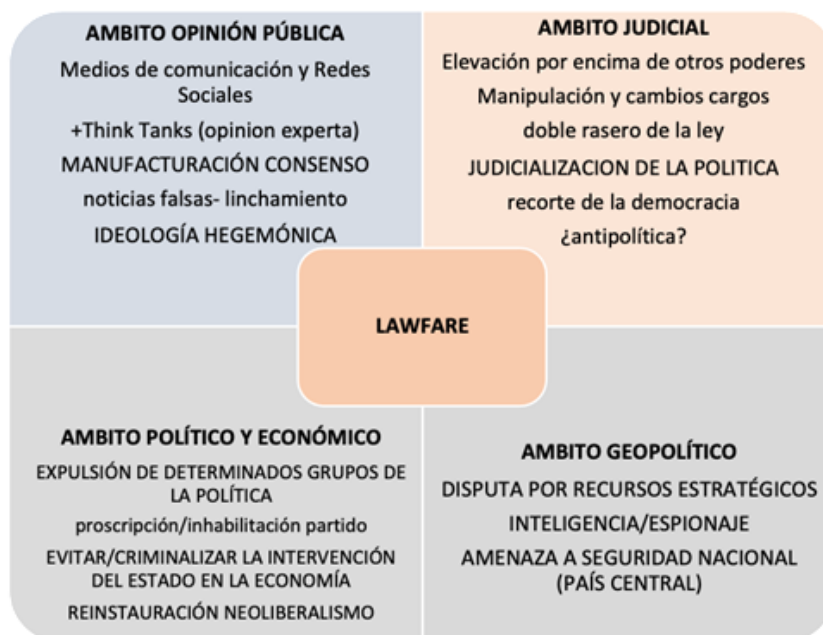 AMBITO OPINIÓN PÚBLICA
Medios de comunicación y Redes
Sociales
+Think Tanks (opinion experta)
MANUFACTURACIÓN CONSENSO
noticias falsas- linchamiento
IDEOLOGÍA HEGEMÓNICA
AMBITO JUDICIAL
Elevación por encima de otros poderes
Manipulación y cambios cargos
doble rasero de la ley
JUDICIALIZACION DE LA POLITICA
recorte de la democracia
¿antipolítica?
LAWFARE
AMBITO POLÍTICO Y ECONÓMICO
EXPULSIÓN DE DETERMINADOS GRUPOS DE
LA POLÍTICA
proscripción/inhabilitación partido
EVITAR/CRIMINALIZAR LA INTERVENCIÓN
DEL ESTADO EN LA ECONOMÍA
REINSTAURACIÓN NEOLIBERALISMO
AMBITO GEOPOLÍTICO
DISPUTA POR RECURSOS ESTRATÉGICOS
INTELIGENCIA/ESPIONAJE
AMENAZA A SEGURIDAD NACIONAL
(PAÍS CENTRAL)